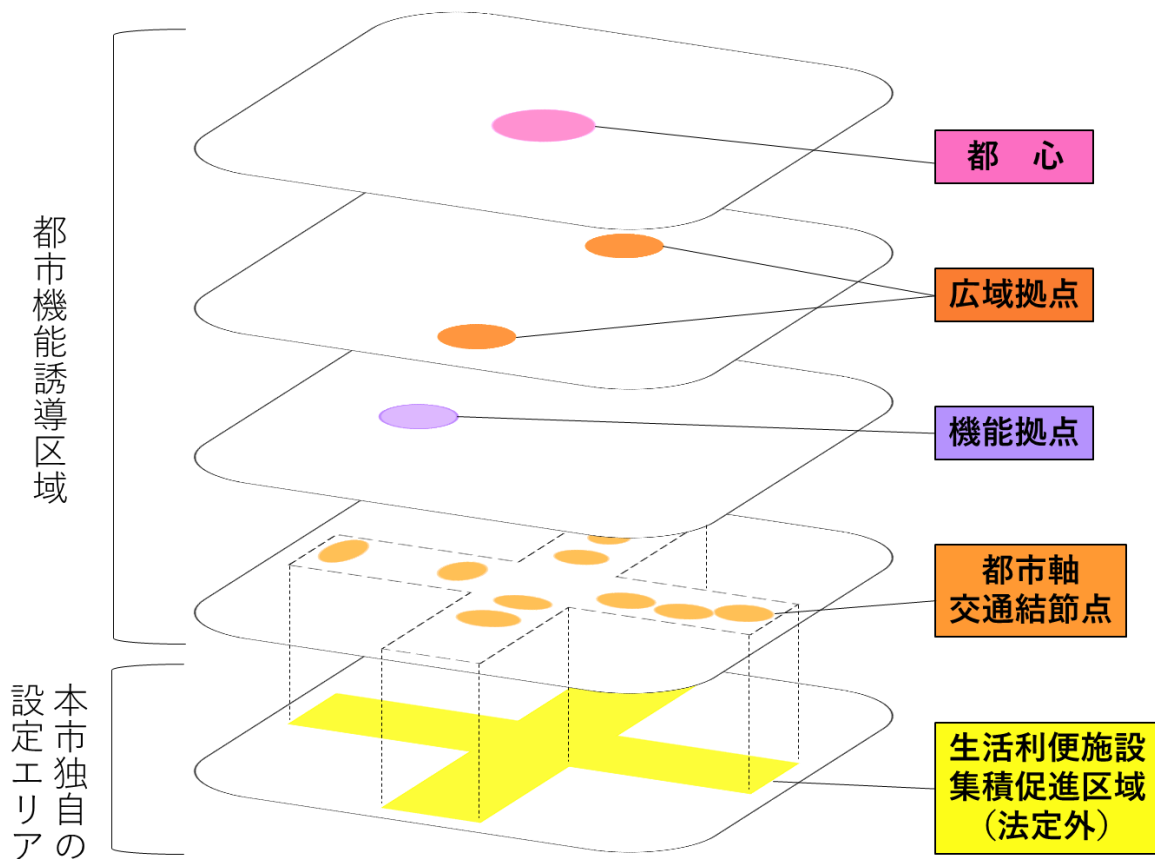 都市機能誘導区域
都　心
広域拠点
機能拠点
都市軸
交通結節点
本市独自の
設定エリア
生活利便施設
集積促進区域
（法定外）